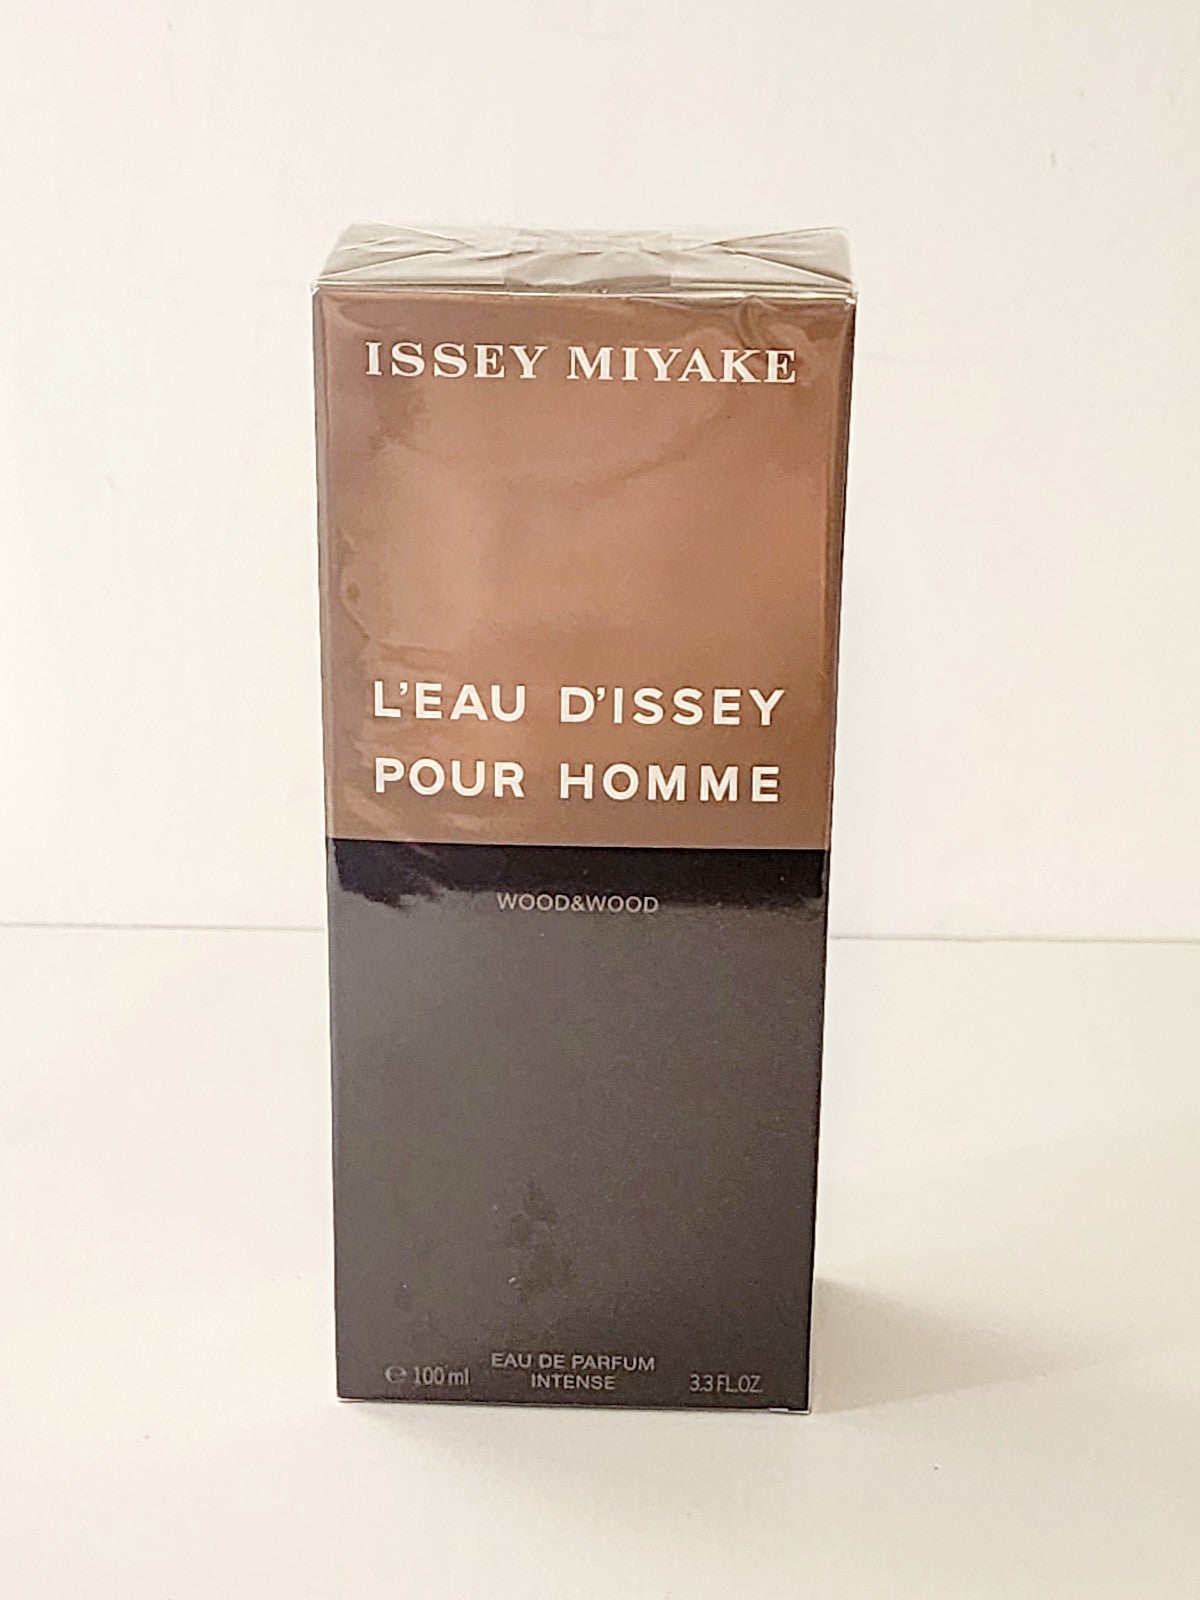 ISSEY MIYAKE
L'EAU D'ISSEY
POUR HOMME
WOOD&WOOD
EAU DE PARFUM
INTENSE
℮ 100 ml
3.3 FL.OZ.